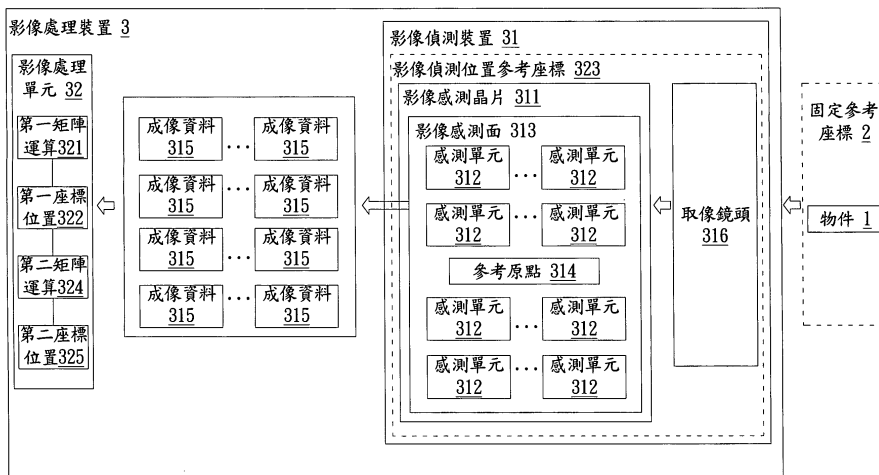 影像處理裝置 3
影像處理
單元 32
第一矩陣
運算321
第一座標
位置322
第二矩陣
運算324
第二座標
位置325
成像資料
315
...
成像資料
315
成像資料
315
...
成像資料
315
成像資料
315
...
成像資料
315
成像資料
315
...
成像資料
315
影像偵測裝置 31
影像偵測位置參考座標 323
影像感測晶片 311
影像感測面 313
感測單元
312
...
感測單元
312
感測單元
312
...
感測單元
312
參考原點 314
感測單元
312
...
感測單元
312
感測單元
312
...
感測單元
312
取像鏡頭
316
固定參考
座標 2
物件 1